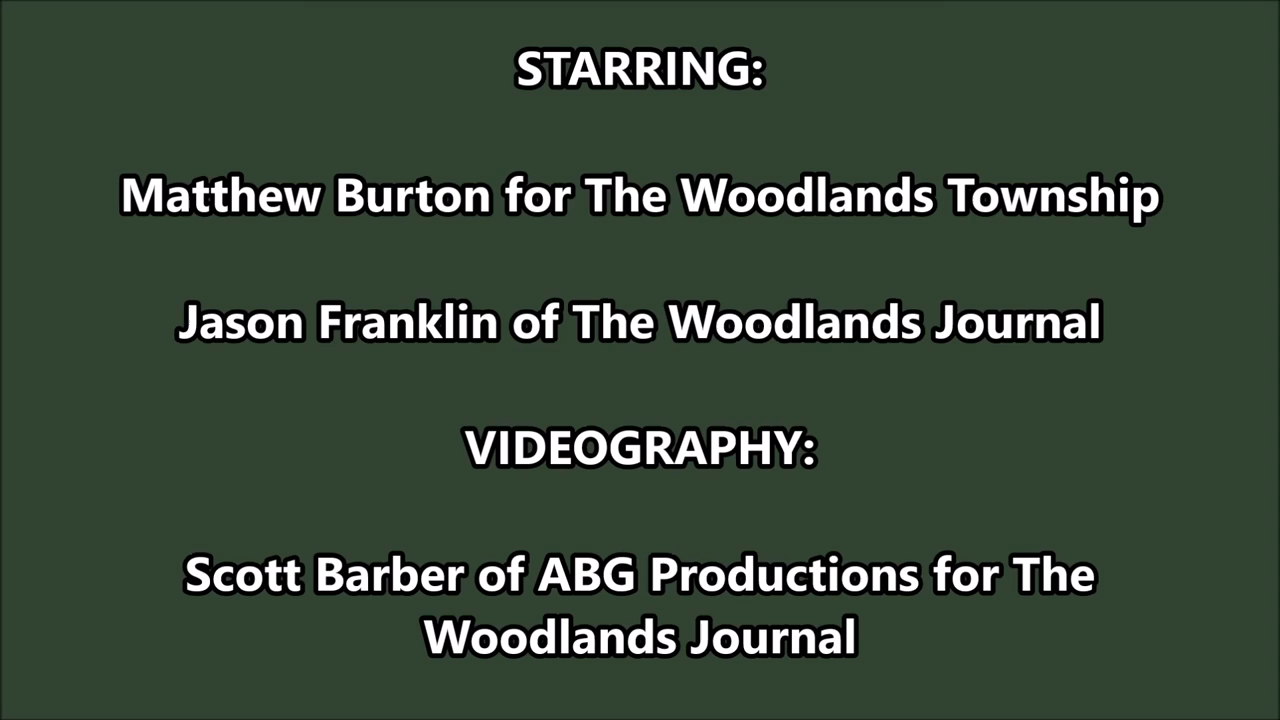 STARRING:
Matthew Burton for The Woodlands Township
Jason Franklin of The Woodlands Journal
VIDEOGRAPHY:
Scott Barber of ABG Productions for The
Woodlands Journal